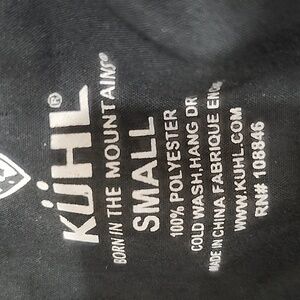 KÜHL®
BORN IN THE MOUNTAINS®
SMALL
100% POLYESTER
COLD WASH, HANG DR
MADE IN CHINA FABRIQUE EN
WWW.KUHL.COM
RN# 108846